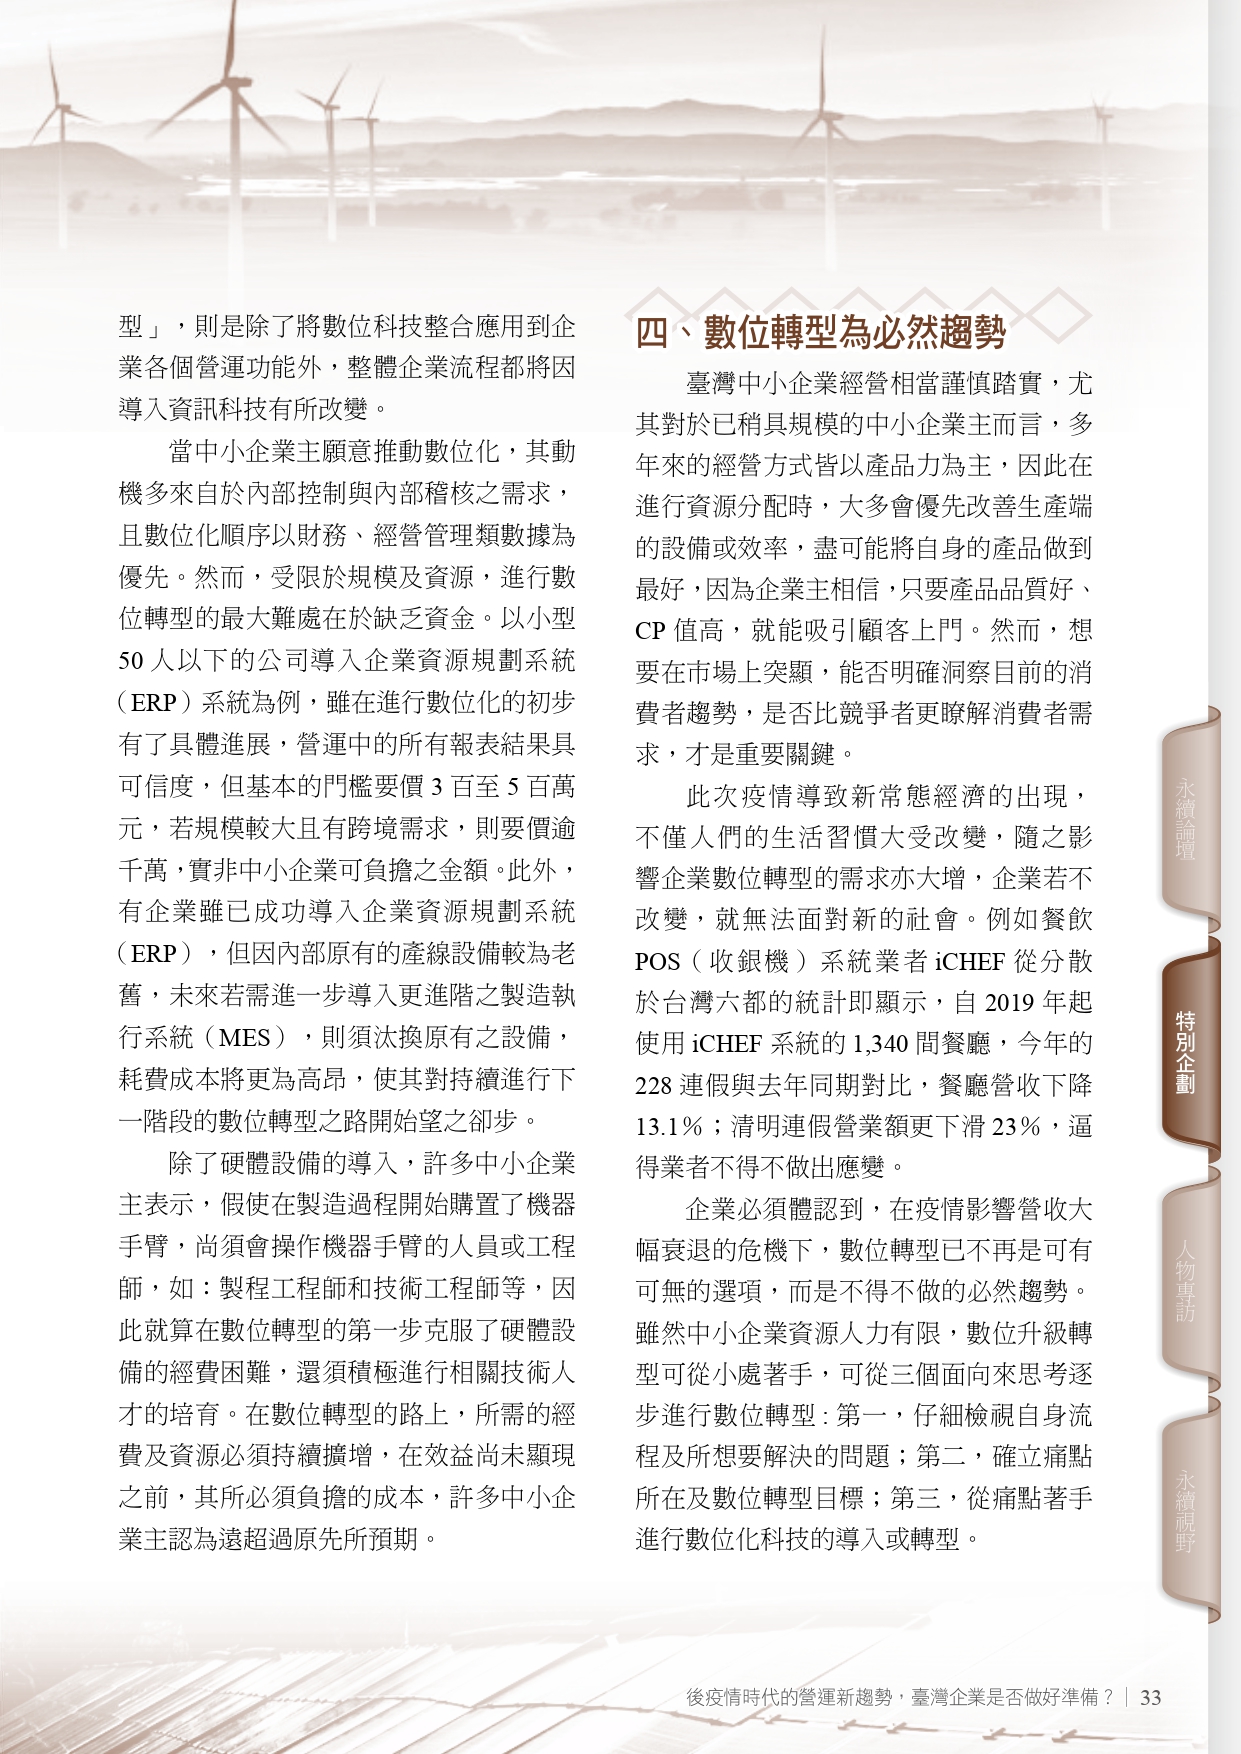 型」，則是除了將數位科技整合應用到企
業各個營運功能外，整體企業流程都將因
導入資訊科技有所改變。
當中小企業主願意推動數位化，其動
機多來自於內部控制與內部稽核之需求，
且數位化順序以財務、經營管理類數據為
優先。然而，受限於規模及資源，進行數
位轉型的最大難處在於缺乏資金。以小型
50 人以下的公司導入企業資源規劃系統
（ERP）系統為例，雖在進行數位化的初步
有了具體進展，營運中的所有報表結果具
可信度，但基本的門檻要價 3 百至 5 百萬
元，若規模較大且有跨境需求，則要價逾
千萬，實非中小企業可負擔之金額。此外，
有企業雖已成功導入企業資源規劃系統
（ERP），但因內部原有的產線設備較為老
舊，未來若需進一步導入更進階之製造執
行系統（MES），則須汰換原有之設備，
耗費成本將更為高昂，使其對持續進行下
一階段的數位轉型之路開始望之卻步。
除了硬體設備的導入，許多中小企業
主表示，假使在製造過程開始購置了機器
手臂，尚須會操作機器手臂的人員或工程
師，如：製程工程師和技術工程師等，因
此就算在數位轉型的第一步克服了硬體設
備的經費困難，還須積極進行相關技術人
才的培育。在數位轉型的路上，所需的經
費及資源必須持續擴增，在效益尚未顯現
之前，其所必須負擔的成本，許多中小企
業主認為遠超過原先所預期。
四、數位轉型為必然趨勢
臺灣中小企業經營相當謹慎踏實，尤
其對於已稍具規模的中小企業主而言，多
年來的經營方式皆以產品力為主，因此在
進行資源分配時，大多會優先改善生產端
的設備或效率，盡可能將自身的產品做到
最好，因為企業主相信，只要產品品質好、
CP 值高，就能吸引顧客上門。然而，想
要在市場上突顯，能否明確洞察目前的消
費者趨勢，是否比競爭者更瞭解消費者需
求，才是重要關鍵。
此次疫情導致新常態經濟的出現，
不僅人們的生活習慣大受改變，隨之影
響企業數位轉型的需求亦大增，企業若不
改變，就無法面對新的社會。例如餐飲
POS（收銀機）系統業者 iCHEF 從分散
於台灣六都的統計即顯示，自 2019 年起
使用 iCHEF 系統的 1,340 間餐廳，今年的
228 連假與去年同期對比，餐廳營收下降
13.1%；清明連假營業額更下滑 23%，逼
得業者不得不做出應變。
企業必須體認到，在疫情影響營收大
幅衰退的危機下，數位轉型已不再是可有
可無的選項，而是不得不做的必然趨勢。
雖然中小企業資源人力有限，數位升級轉
型可從小處著手，可從三個面向來思考逐
步進行數位轉型：第一，仔細檢視自身流
程及所想要解決的問題；第二，確立痛點
所在及數位轉型目標；第三，從痛點著手
進行數位化科技的導入或轉型。
永續論壇
特別企劃
人物專訪
永續視野
後疫情時代的營運新趨勢，臺灣企業是否做好準備？｜ 33